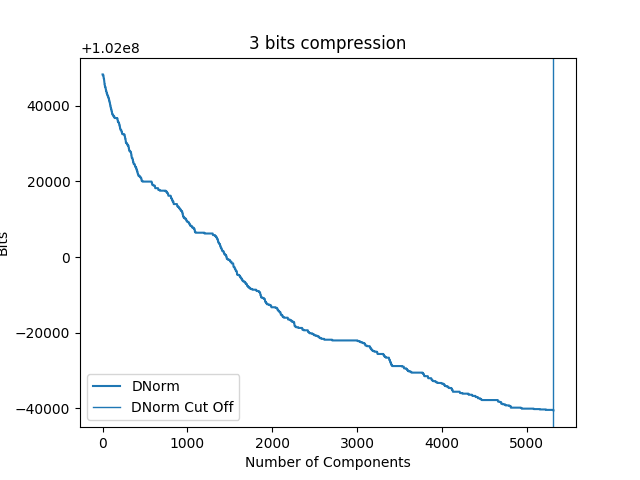 3 bits compression
+1.02e8
40000
20000
0
−20000
−40000
Bits
DNorm
DNorm Cut Off
0 1000 2000 3000 4000 5000
Number of Components